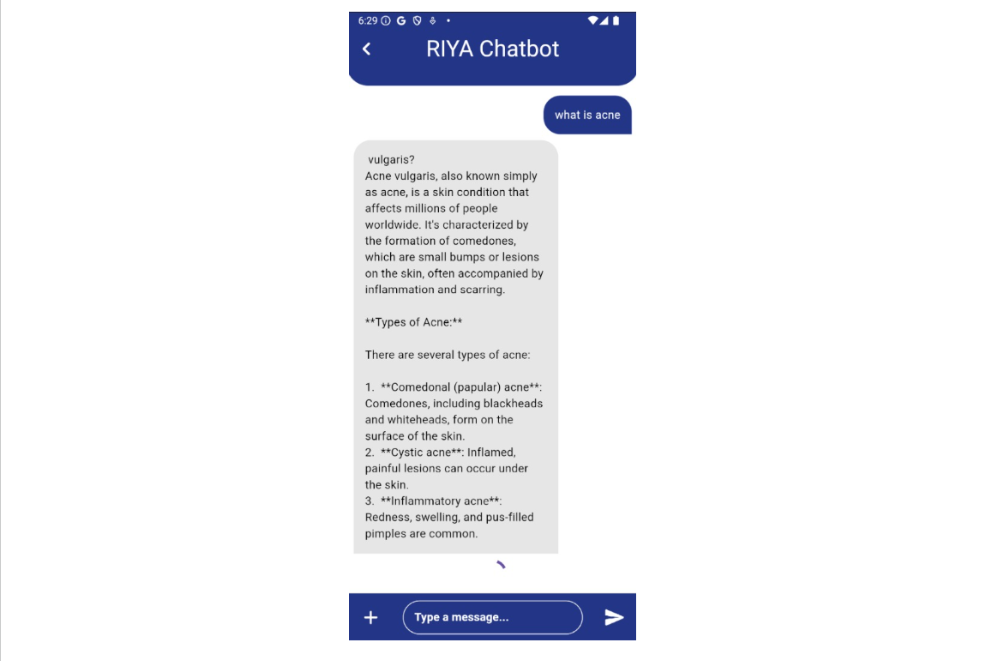 6:29
RIYA Chatbot
what is acne
vulgaris?
Acne vulgaris, also known simply
as acne, is a skin condition that
affects millions of people
worldwide. It's characterized by
the formation of comedones,
which are small bumps or lesions
on the skin, often accompanied by
inflammation and scarring.
**Types of Acne:**
There are several types of acne:
1. **Comedonal (papular) acne**:
Comedones, including blackheads
and whiteheads, form on the
surface of the skin.
2. **Cystic acne**: Inflamed,
painful lesions can occur under
the skin.
3. **Inflammatory acne**:
Redness, swelling, and pus-filled
pimples are common.
Type a message...